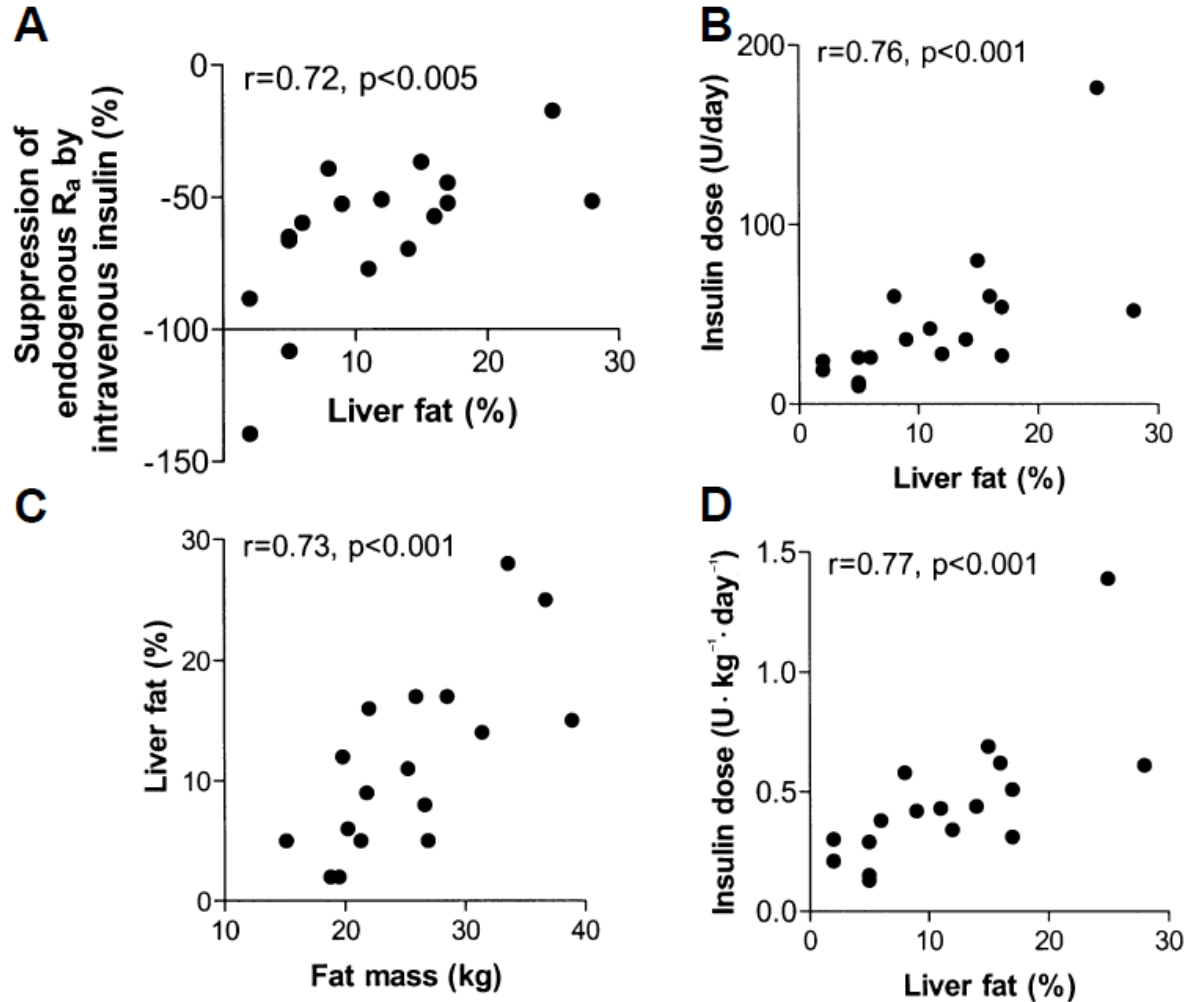 A
r=0.72, p<0.005
Suppression of
endogenous Ra by
intravenous insulin (%)
0
-50
-100
-150
10
20
30
Liver fat (%)
B
r=0.76, p<0.001
Insulin dose (U/day)
200
100
0
0
10
20
30
Liver fat (%)
C
r=0.73, p<0.001
Liver fat (%)
30
20
10
0
10
20
30
40
Fat mass (kg)
D
r=0.77, p<0.001
Insulin dose (U · kg⁻¹ · day⁻¹)
1.5
1.0
0.5
0.0
0
10
20
30
Liver fat (%)